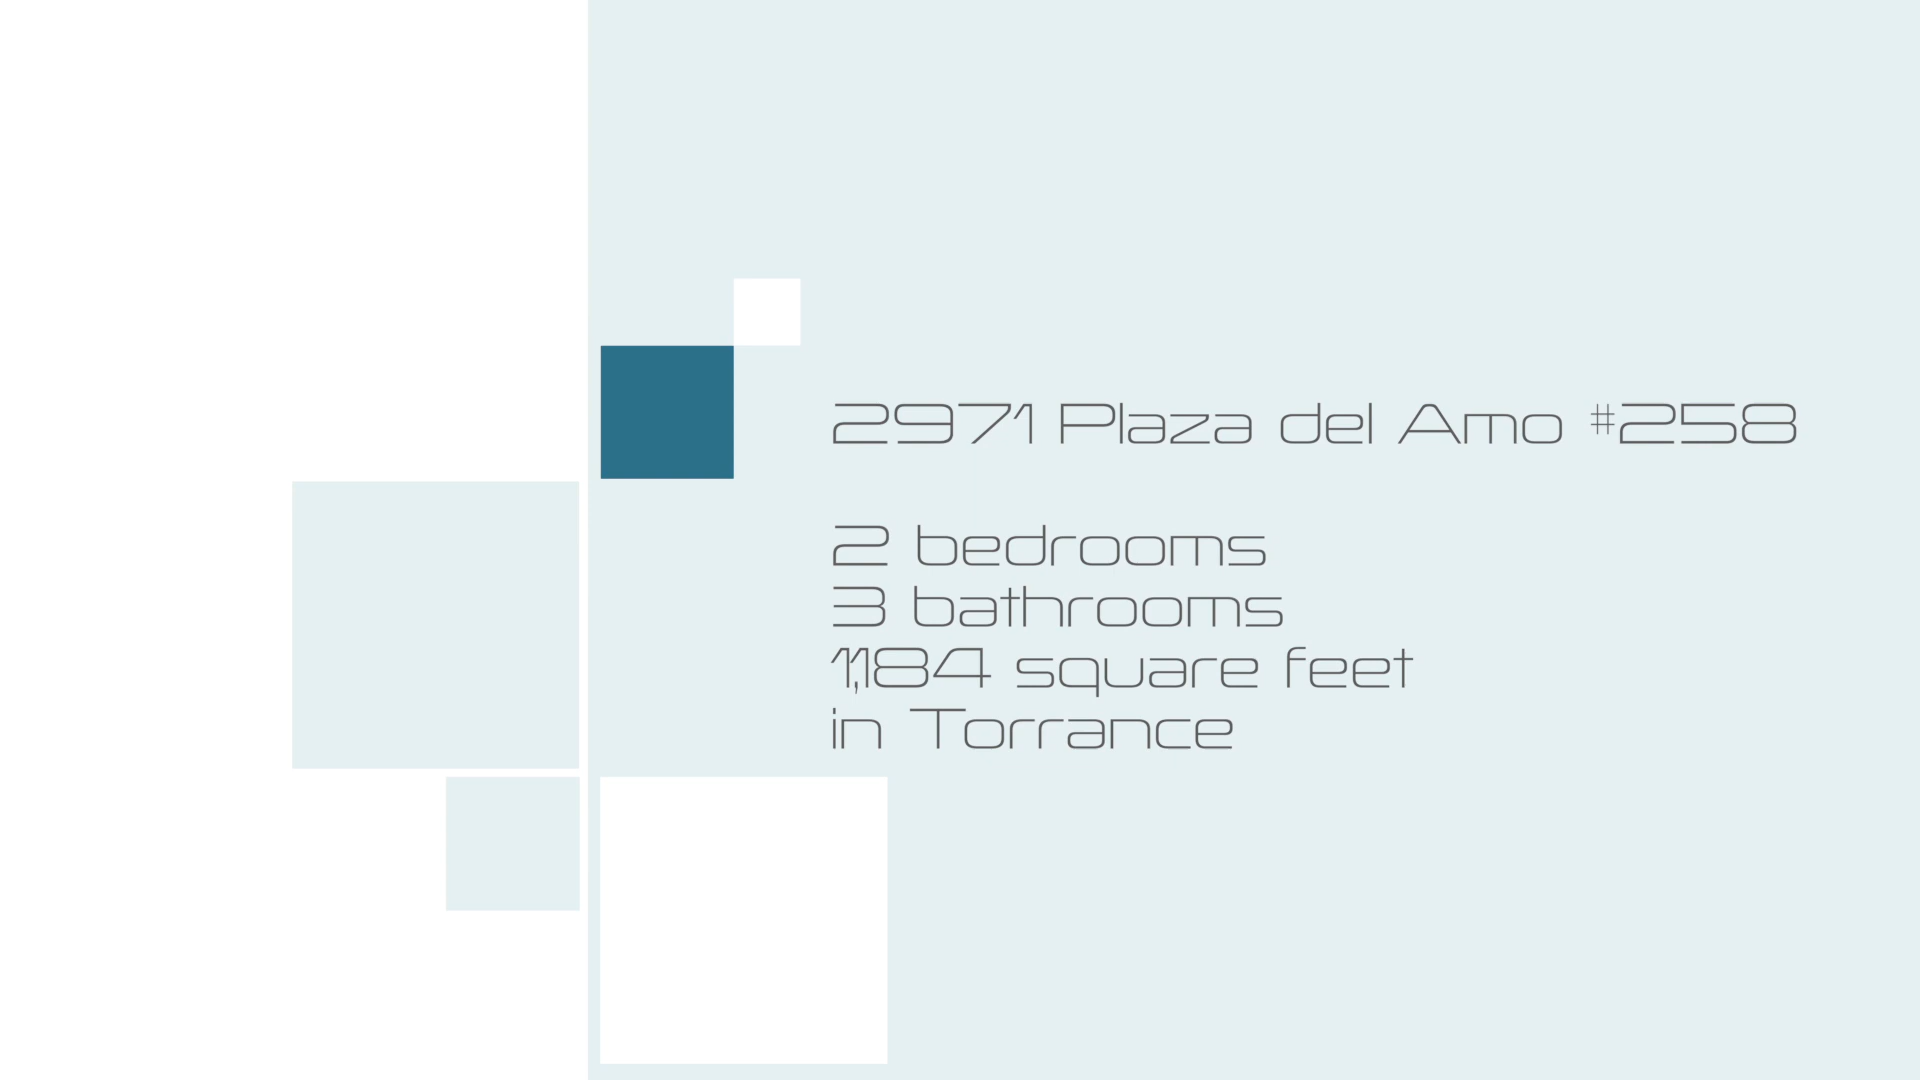 2971 Plaza del Amo #258
2 bedrooms
3 bathrooms
1,184 square feet
in Torrance